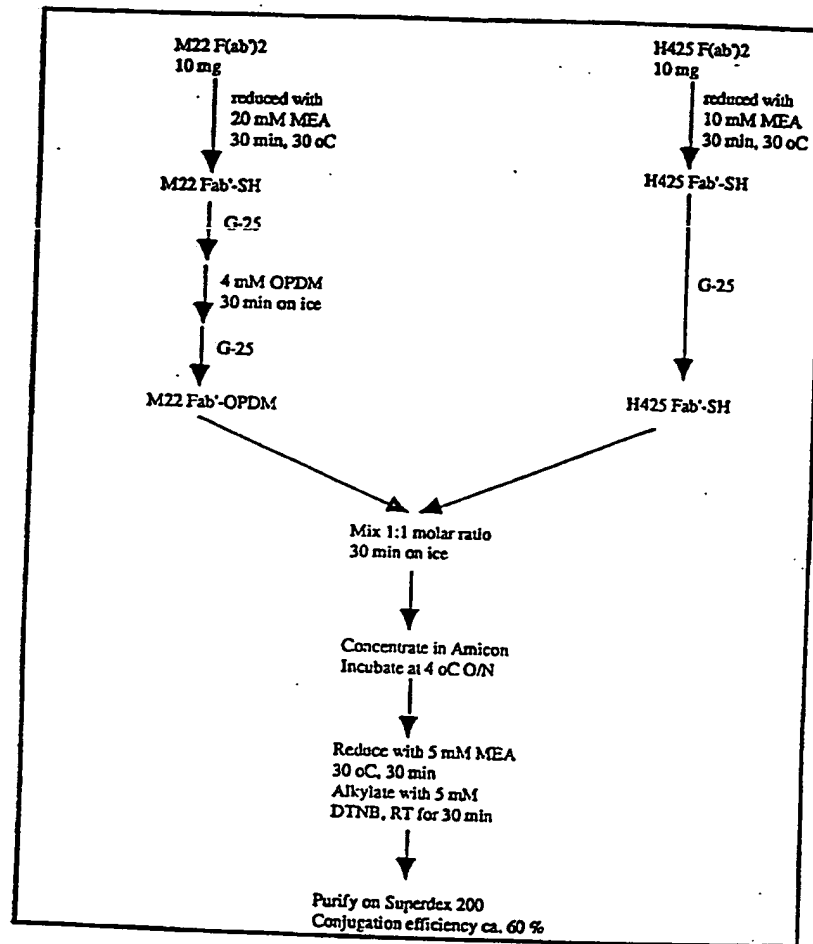 M22 F(ab')2
10 mg
reduced with
20 mM MEA
30 min, 30 oC
M22 Fab'-SH
G-25
4 mM OPDM
30 min on ice
G-25
M22 Fab'-OPDM
H425 F(ab')2
10 mg
reduced with
10 mM MEA
30 min, 30 oC
H425 Fab'-SH
G-25
H425 Fab'-SH
Mix 1:1 molar ratio
30 min on ice
Concentrate in Amicon
Incubate at 4 oC O/N
Reduce with 5 mM MEA
30 oC, 30 min
Alkylate with 5 mM
DTNB, RT for 30 min
Purify on Superdex 200
Conjugation efficiency ca. 60 %